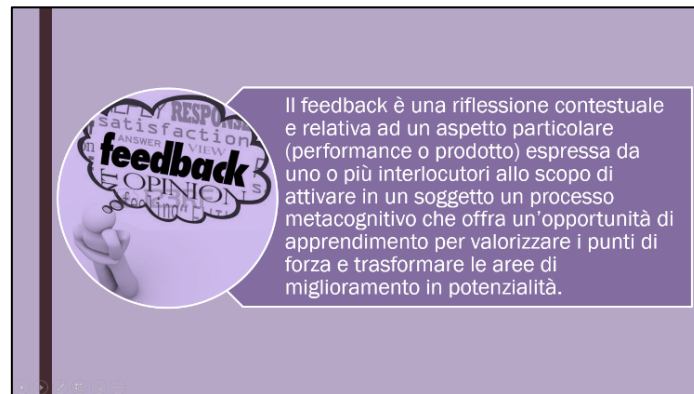 RESPONS
satisfaction
ANSWER VIEW
feedback
OPINION
Il feedback è una riflessione contestuale
e relativa ad un aspetto particolare
(performance o prodotto) espressa da
uno o più interlocutori allo scopo di
attivare in un soggetto un processo
metacognitivo che offra un'opportunità di
apprendimento per valorizzare i punti di
forza e trasformare le aree di
miglioramento in potenzialità.